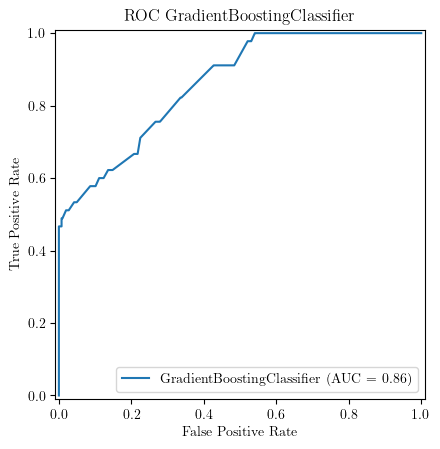 ROC GradientBoostingClassifier
1.0
0.8
0.6
0.4
0.2
0.0
True Positive Rate
GradientBoostingClassifier (AUC = 0.86)
0.0 0.2 0.4 0.6 0.8 1.0
False Positive Rate